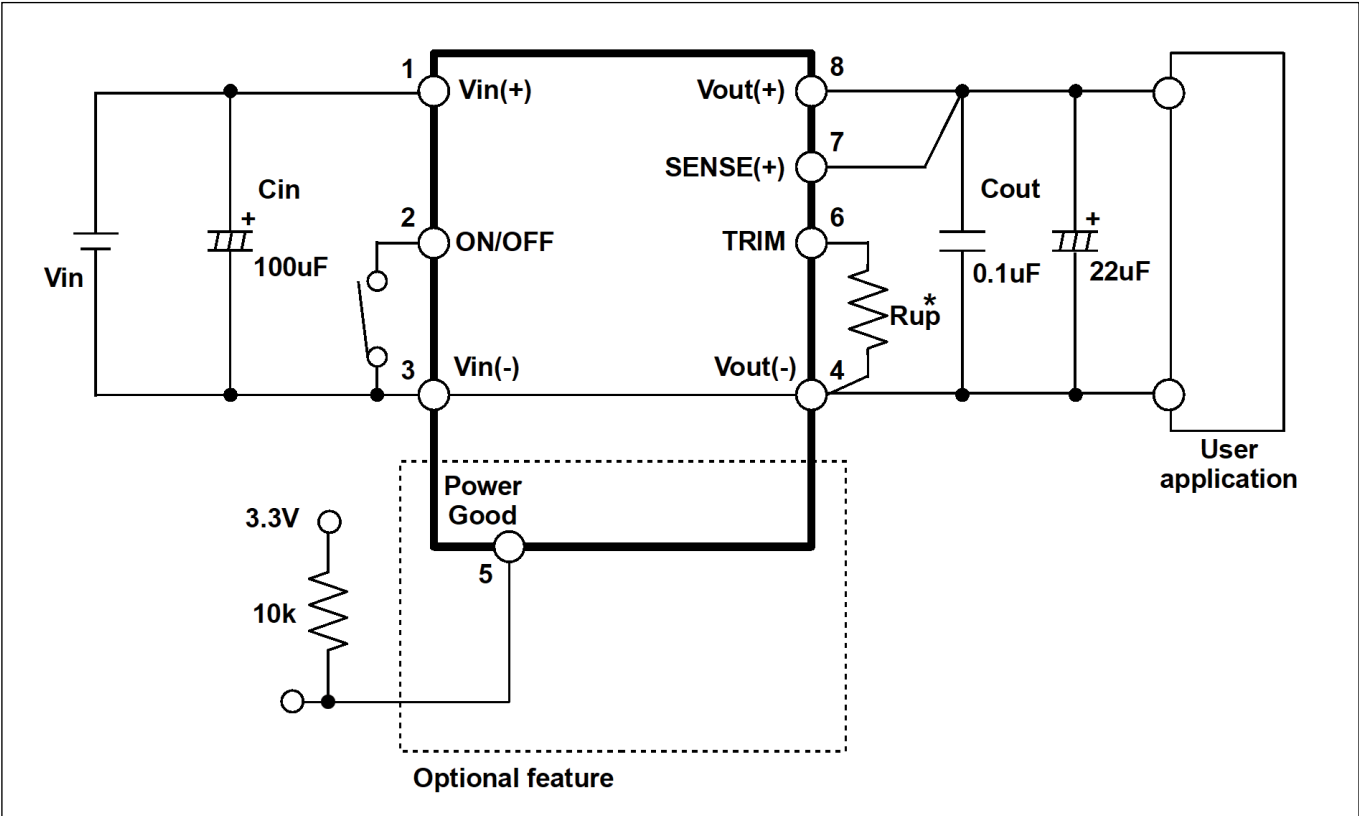 1
Vin(+)
Vout(+)
8
SENSE(+)
7
Cin
+
100uF
Vin
2
ON/OFF
TRIM
6
Rup*
Cout
0.1uF
+
22uF
3
Vin(-)
Vout(-)
4
User
application
Power
Good
5
3.3V
10k
Optional feature